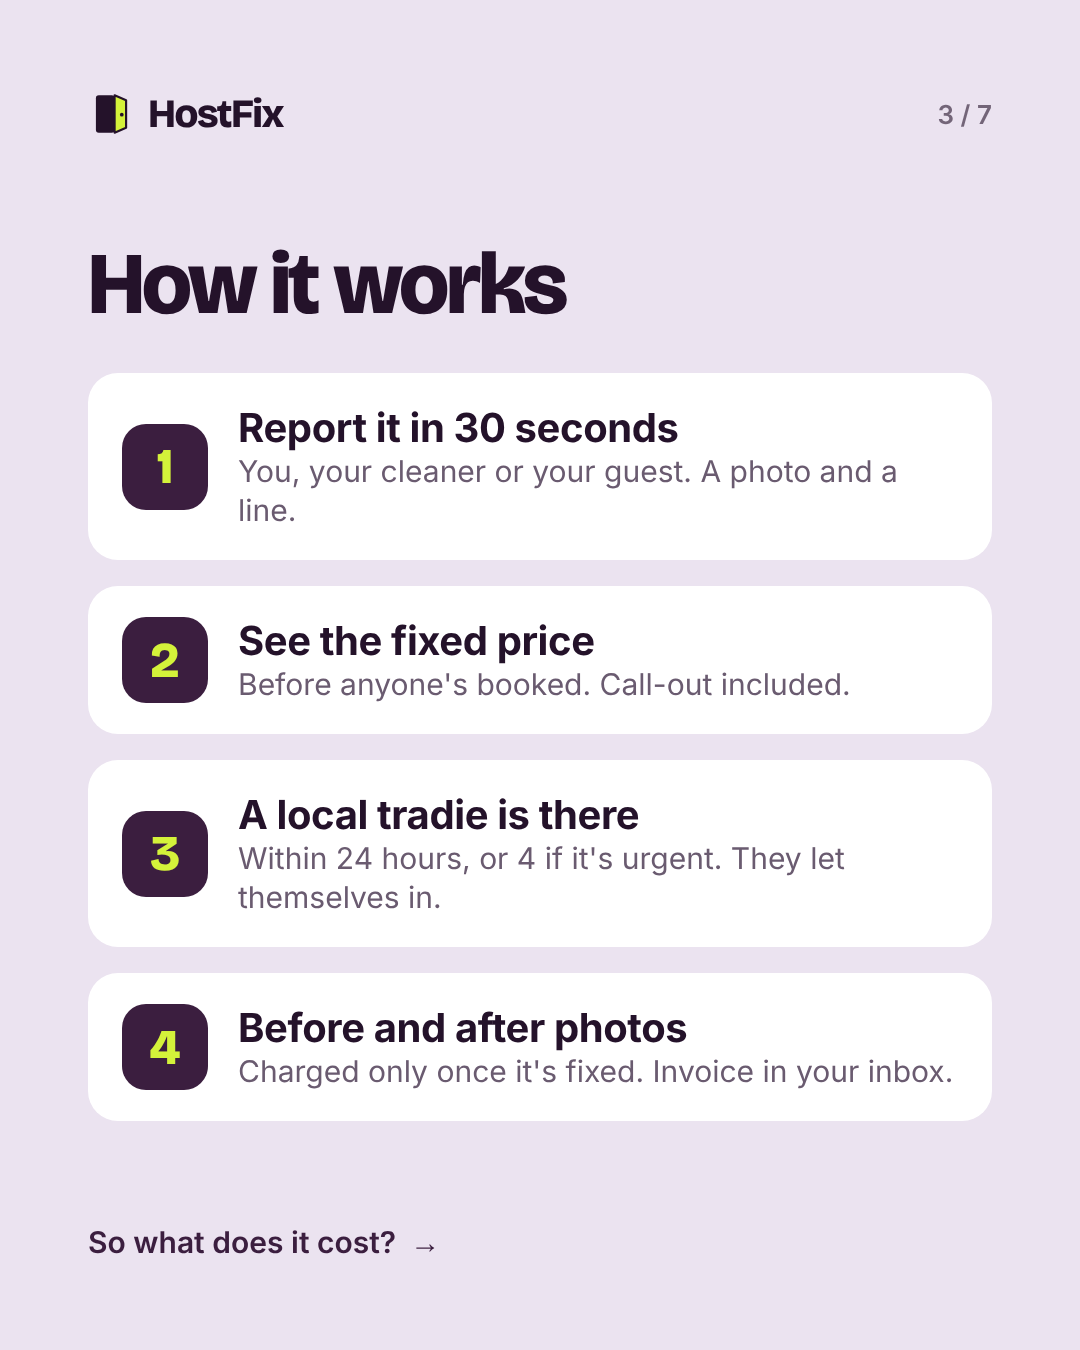 HostFix
3 / 7
How it works
1
Report it in 30 seconds
You, your cleaner or your guest. A photo and a
line.
2
See the fixed price
Before anyone's booked. Call-out included.
3
A local tradie is there
Within 24 hours, or 4 if it's urgent. They let
themselves in.
4
Before and after photos
Charged only once it's fixed. Invoice in your inbox.
So what does it cost? →